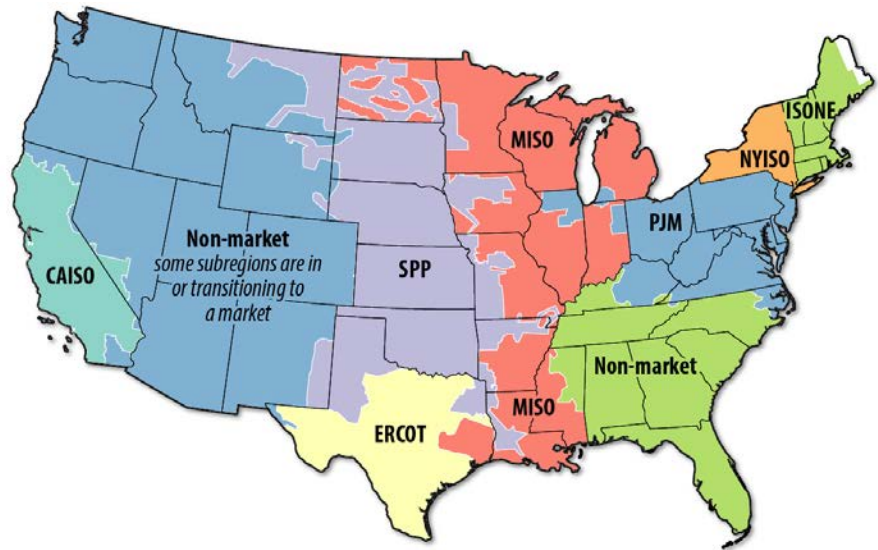 ISONE
MISO
NYISO
PJM
Non-market
some subregions are in
or transitioning to
a market
CAISO
SPP
Non-market
MISO
ERCOT